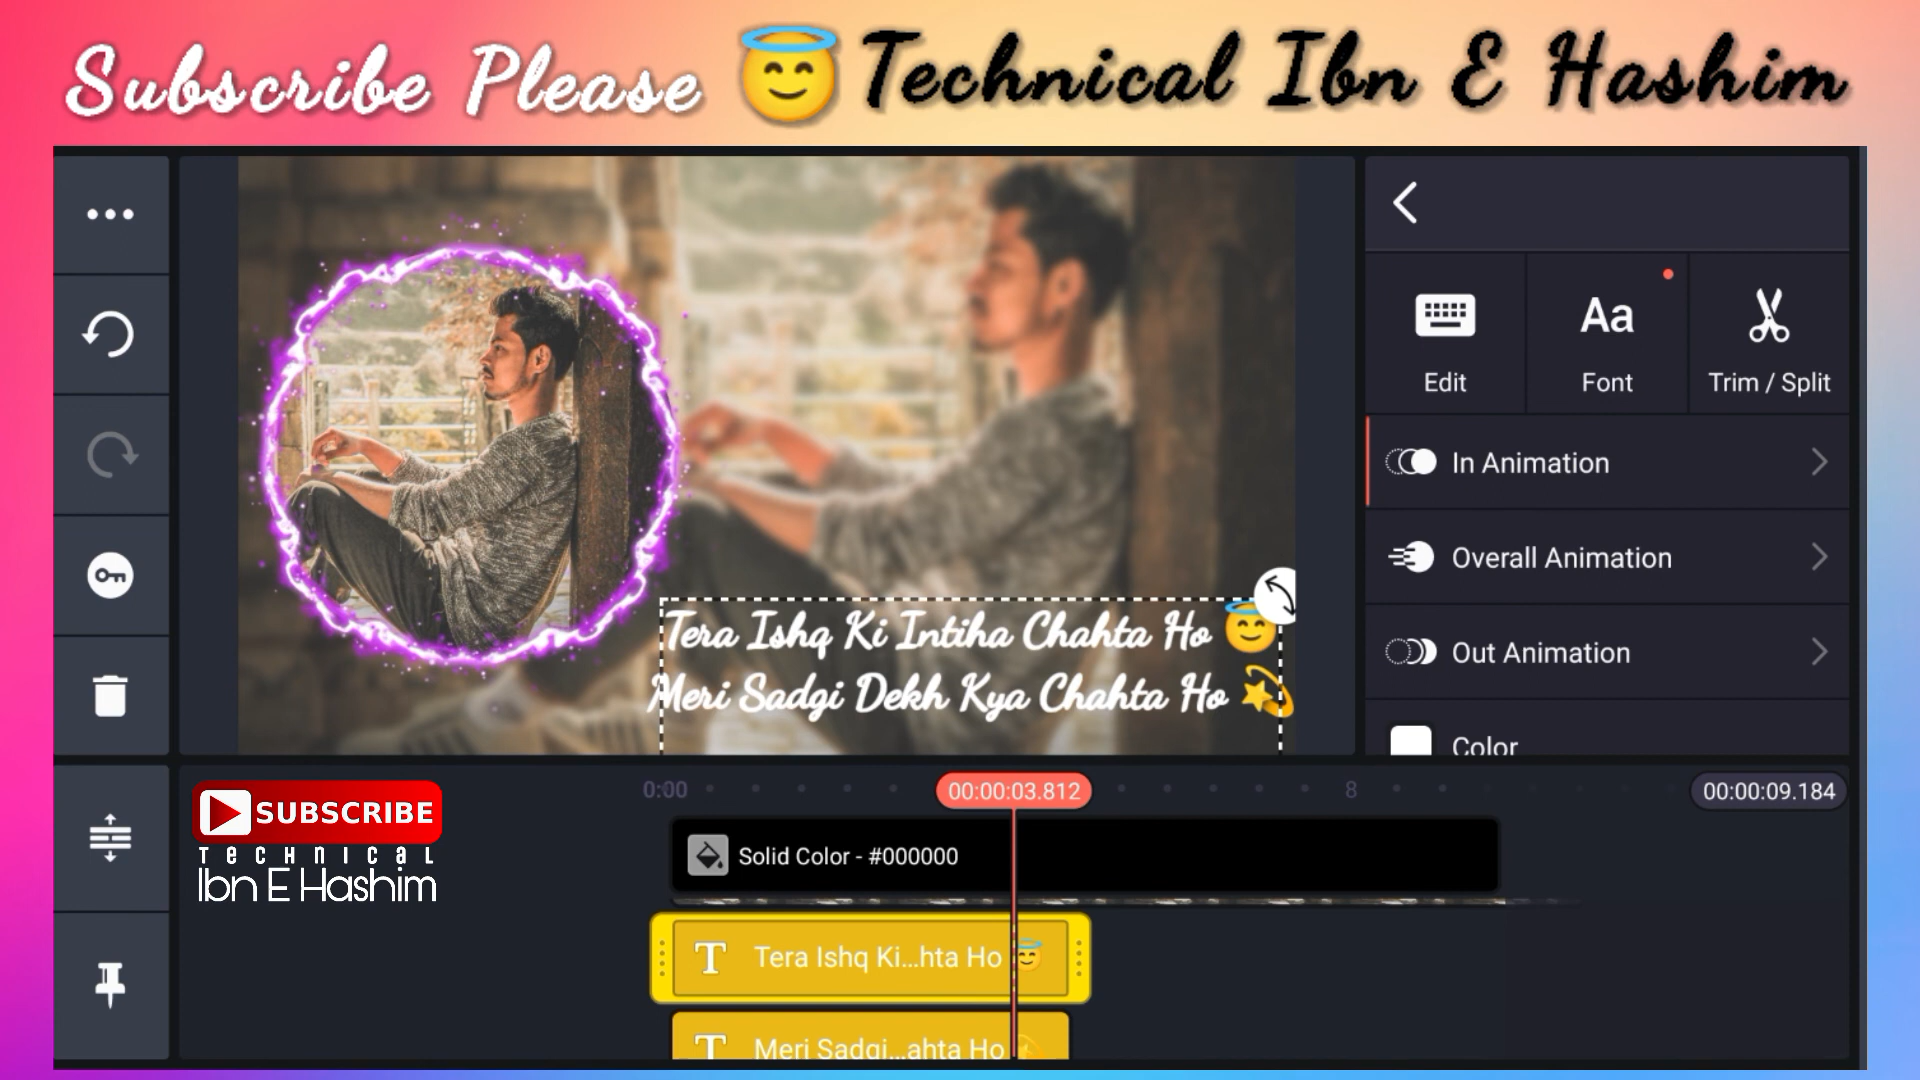 Subscribe Please 😇 Technical Ibn E Hashim
Edit
Aa
Font
Trim / Split
In Animation
Overall Animation
Out Animation
Color
Tera Ishq Ki Intiha Chahta Ho 😇
Meri Sadgi Dekh Kya Chahta Ho 💫
SUBSCRIBE
TecHnicaL
Ibn E Hashim
0:00
00:00:03.812
8
00:00:09.184
Solid Color - #000000
T Tera Ishq Ki...hta Ho 😇
T Meri Sadgi...ahta Ho 💫